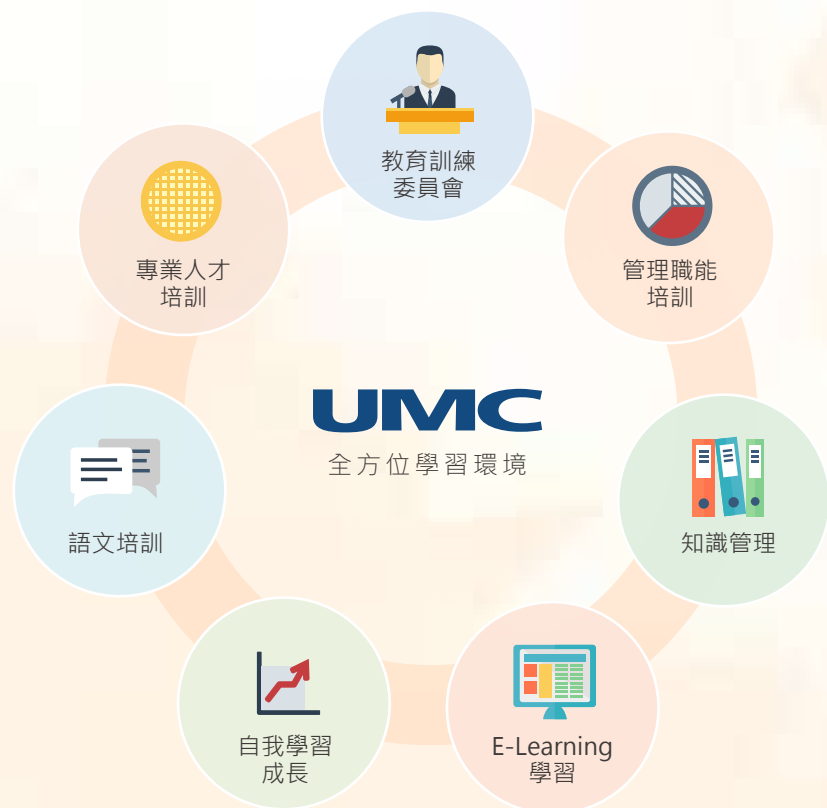 教育訓練
委員會
專業人才
培訓
管理職能
培訓
UMC
全方位學習環境
語文培訓
知識管理
自我學習
成長
E-Learning
學習